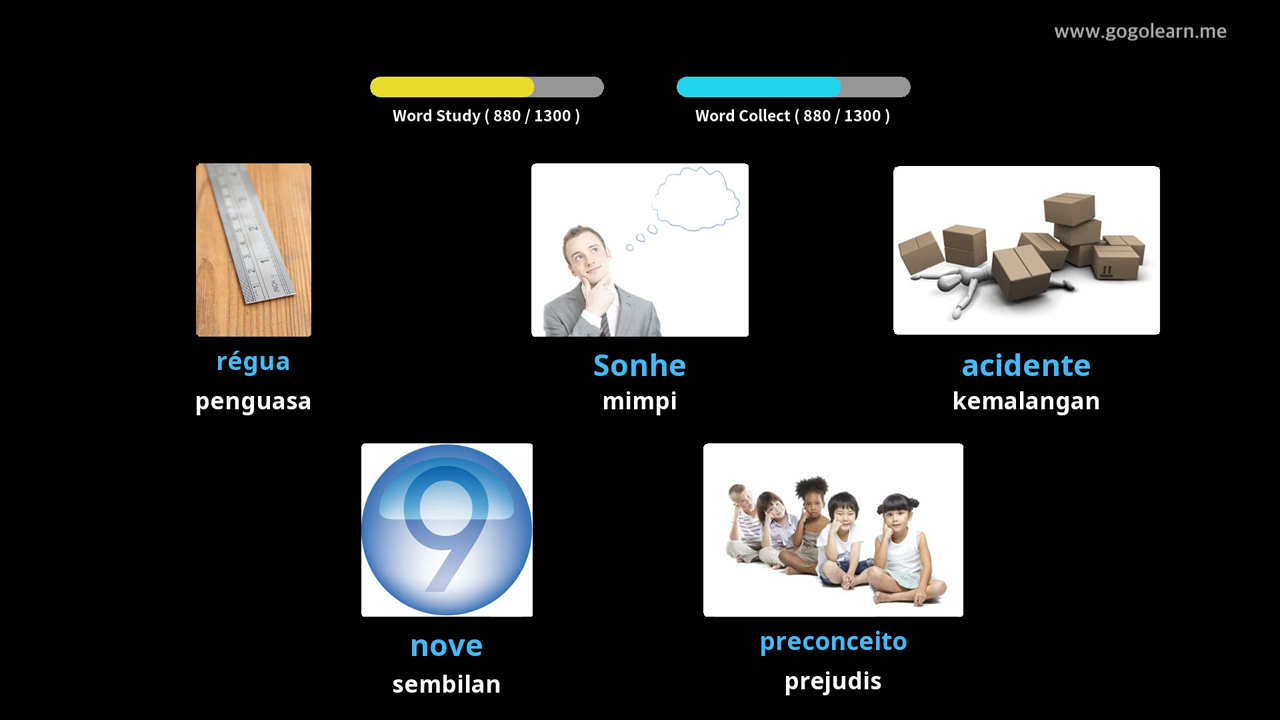 www.gogolearn.me
Word Study ( 880 / 1300 )
Word Collect ( 880 / 1300 )
régua
penguasa
Sonhe
mimpi
acidente
kemalangan
9
nove
sembilan
preconceito
prejudis